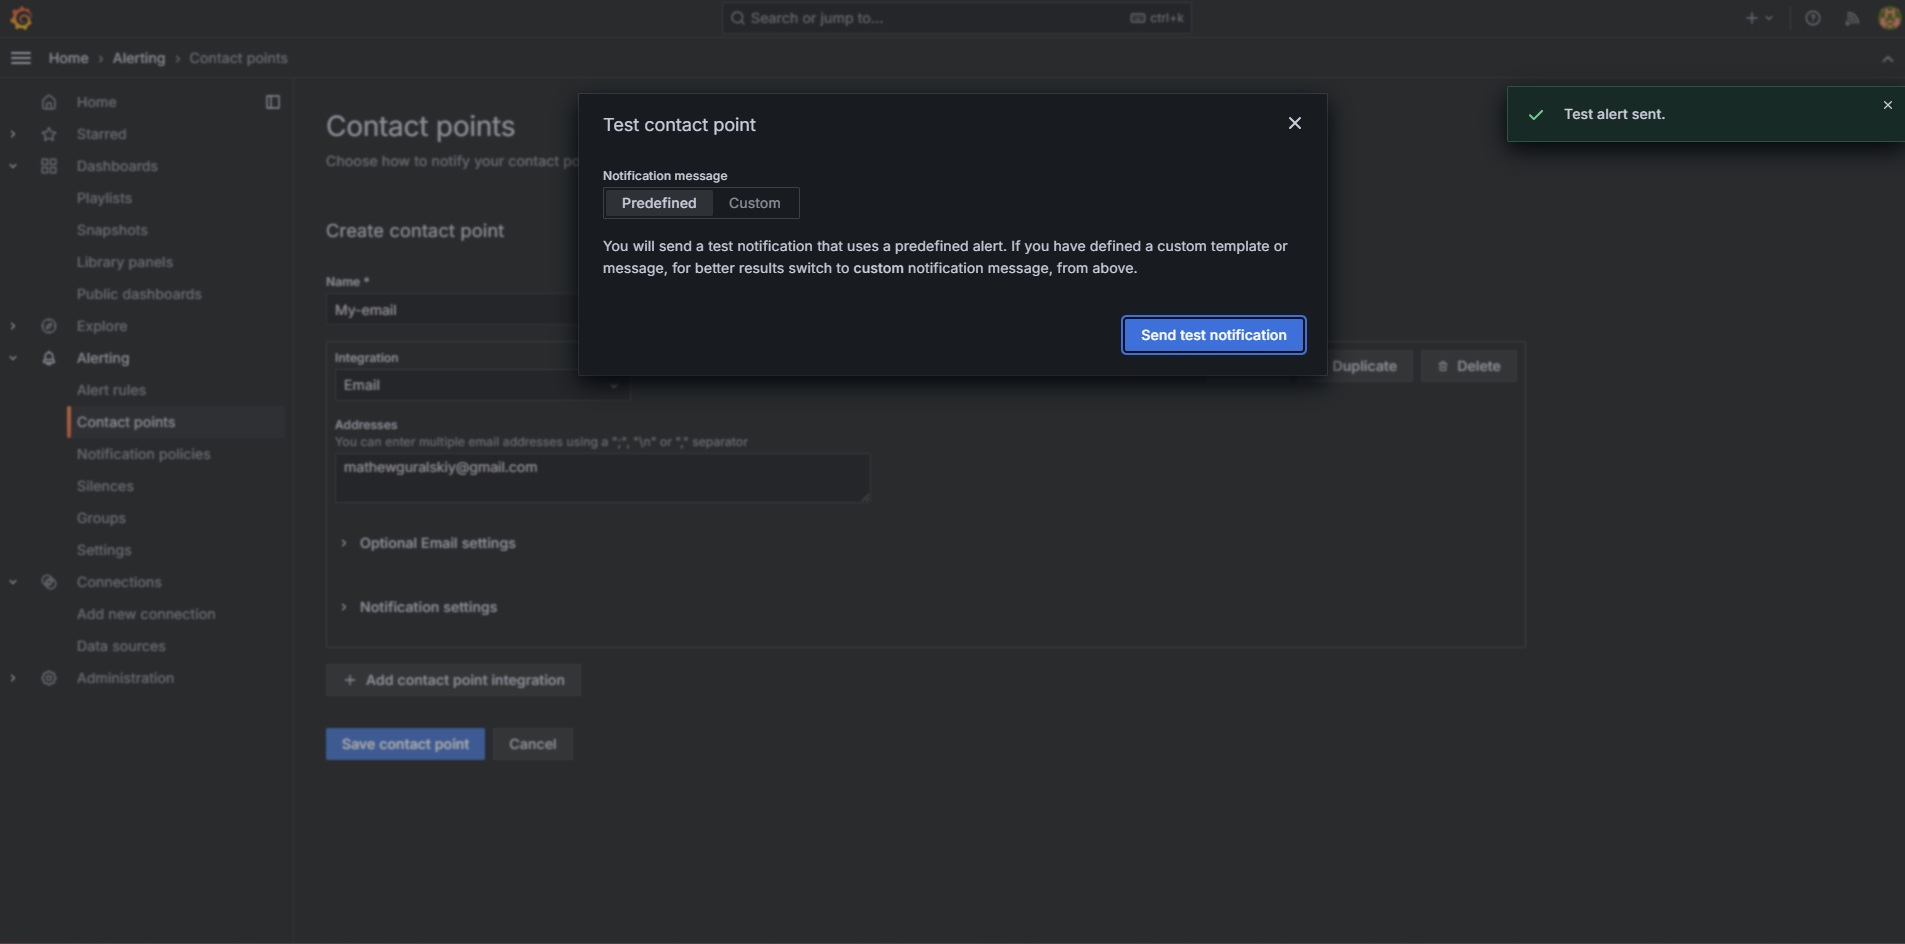 Search or jump to...
ctrl+k
Home › Alerting › Contact points
Home
Starred
Dashboards
Playlists
Snapshots
Library panels
Public dashboards
Explore
Alerting
Alert rules
Contact points
Notification policies
Silences
Groups
Settings
Connections
Add new connection
Data sources
Administration
Contact points
Choose how to notify your contact
Create contact point
Name *
My-email
Integration
Email
Duplicate
Delete
Addresses
You can enter multiple email addresses using a ";", "\n" or "," separator
mathewguralskiy@gmail.com
Optional Email settings
Notification settings
Add contact point integration
Save contact point
Cancel
Test contact point
Notification message
Predefined
Custom
You will send a test notification that uses a predefined alert. If you have defined a custom template or
message, for better results switch to custom notification message, from above.
Send test notification
Test alert sent.